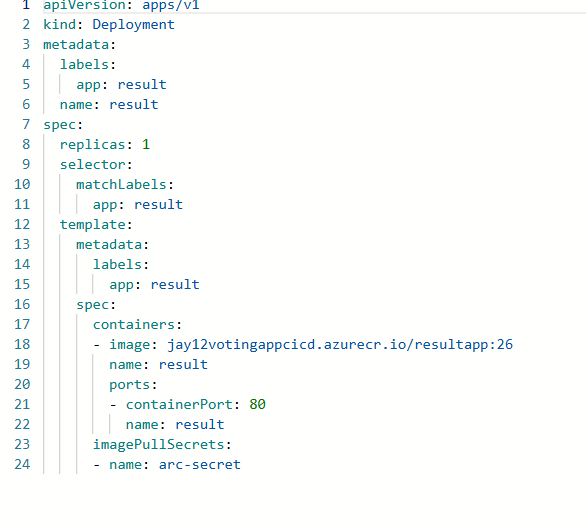 1 apiVersion: apps/v1
2 kind: Deployment
3 metadata:
4   labels:
5     app: result
6   name: result
7 spec:
8   replicas: 1
9   selector:
10     matchLabels:
11       app: result
12   template:
13     metadata:
14       labels:
15         app: result
16     spec:
17       containers:
18       - image: jay12votingappcicd.azurecr.io/resultapp:26
19         name: result
20         ports:
21         - containerPort: 80
22           name: result
23       imagePullSecrets:
24       - name: arc-secret